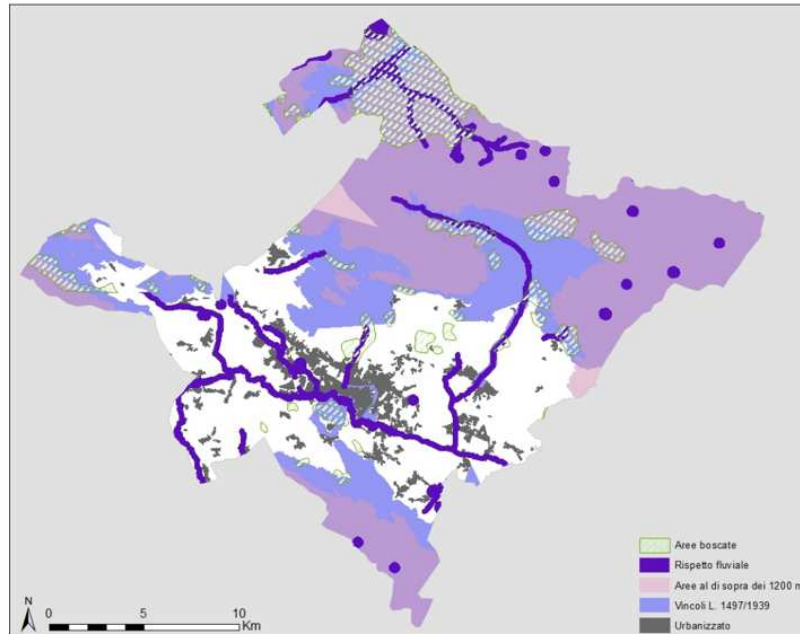 Aree boscate
Rispetto fluviale
Aree al di sopra dei 1200 m
Vincoli L. 1497/1939
Urbanizzato
N
0 5 10
Km